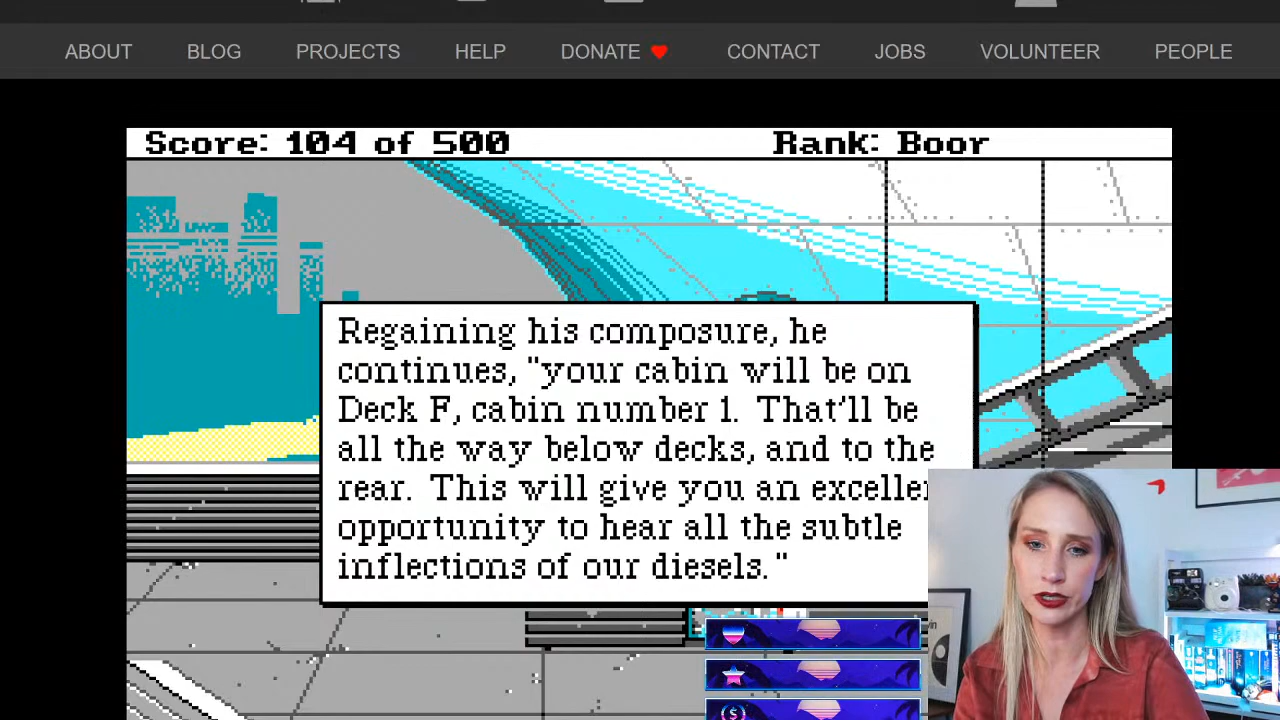 ABOUT BLOG PROJECTS HELP DONATE CONTACT JOBS VOLUNTEER PEOPLE
Score: 104 of 500 Rank: Boor
Regaining his composure, he
continues, "your cabin will be on
Deck F, cabin number 1. That'll be
all the way below decks, and to the
rear. This will give you an
opportunity to hear all the subtle
inflections of our diesels."